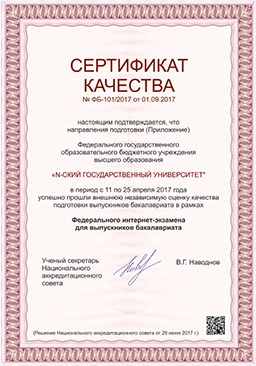 СЕРТИФИКАТ
КАЧЕСТВА
№ ФБ-101/2017 от 01.09.2017
настоящим подтверждается, что
направления подготовки (Приложение)
Федерального государственного
образовательного бюджетного учреждения
высшего образования
«N-СКИЙ ГОСУДАРСТВЕННЫЙ УНИВЕРСИТЕТ"
в период с 11 по 25 апреля 2017 года
успешно прошли внешнюю независимую оценку качества
подготовки выпускников бакалавриата в рамках
Федерального интернет-экзамена
для выпускников бакалавриата
Ученый секретарь
Национального
аккредитационного
совета
В.Г. Наводнов
(Решение Национального аккредитационного совета от 29 июня 2017 г.)